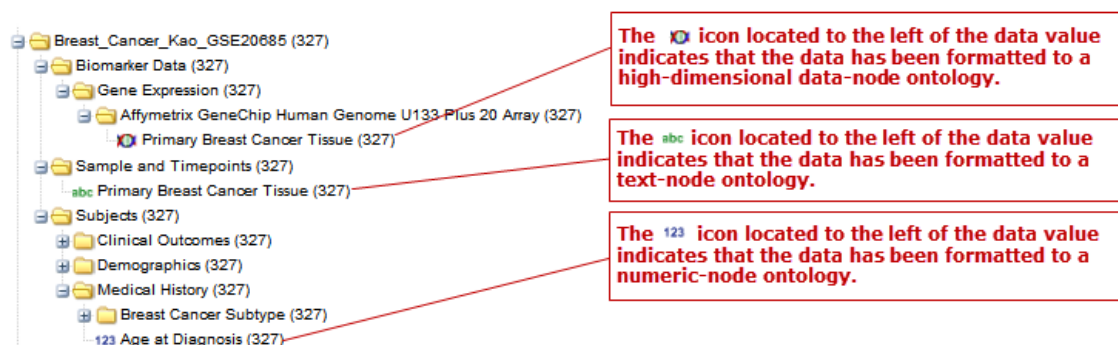 Breast_Cancer_Kao_GSE20685 (327)
Biomarker Data (327)
Gene Expression (327)
Affymetrix GeneChip Human Genome U133 Plus 20 Array (327)
Primary Breast Cancer Tissue (327)
Sample and Timepoints (327)
abc Primary Breast Cancer Tissue (327)
Subjects (327)
Clinical Outcomes (327)
Demographics (327)
Medical History (327)
Breast Cancer Subtype (327)
123 Age at Diagnosis (327)
The icon located to the left of the data value
indicates that the data has been formatted to a
high-dimensional data-node ontology.
The abc icon located to the left of the data value
indicates that the data has been formatted to a
text-node ontology.
The 123 icon located to the left of the data value
indicates that the data has been formatted to a
numeric-node ontology.